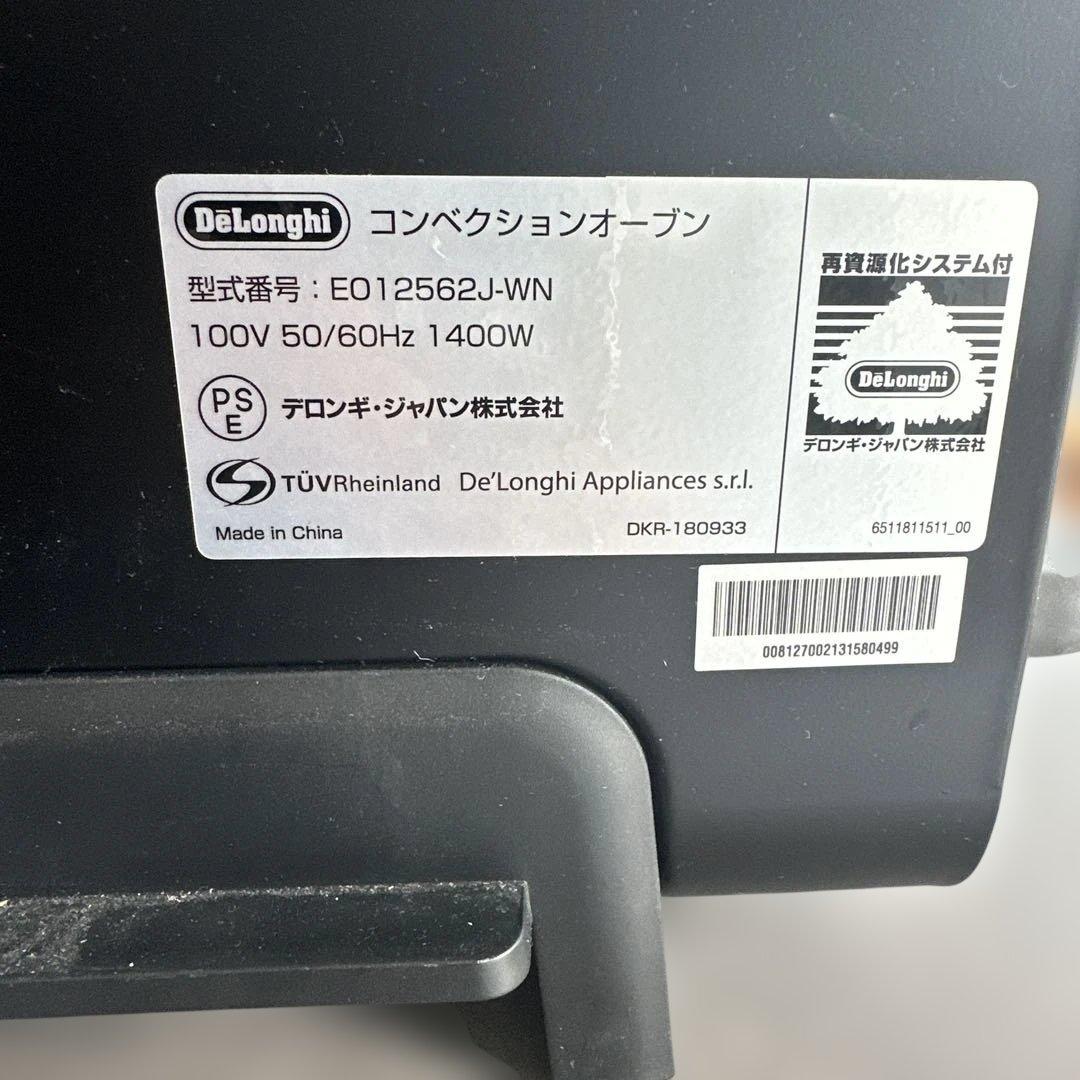 DeLonghi コンベクションオーブン
型式番号：EO12562J-WN
100V 50/60Hz 1400W
PS
E
デロンギ・ジャパン株式会社
TÜVRheinland De'Longhi Appliances s.r.l.
Made in China
DKR-180933
再資源化システム付
DeLonghi
デロンギ・ジャパン株式会社
6511811511_00
008127002131580499